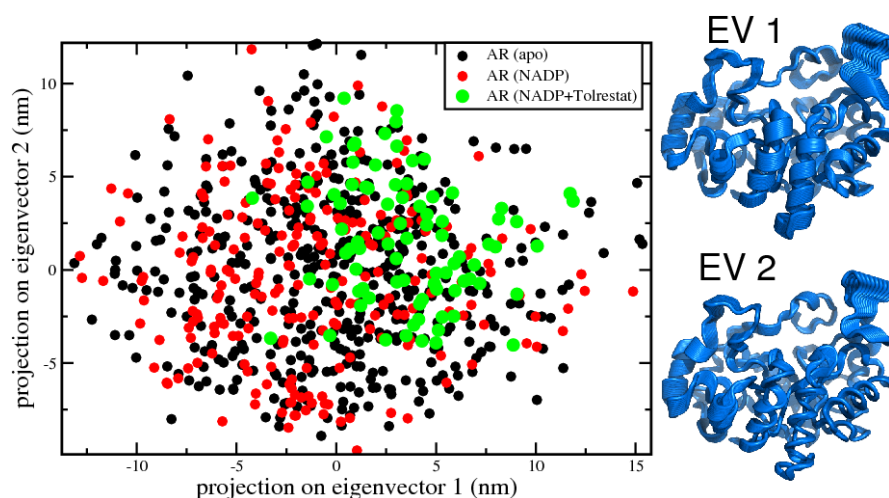 EV 1
AR (apo)
AR (NADP)
AR (NADP+Tolrestat)
10
5
0
-5
projection on eigenvector 2 (nm)
-10
-5
0
5
10
15
projection on eigenvector 1 (nm)
EV 2